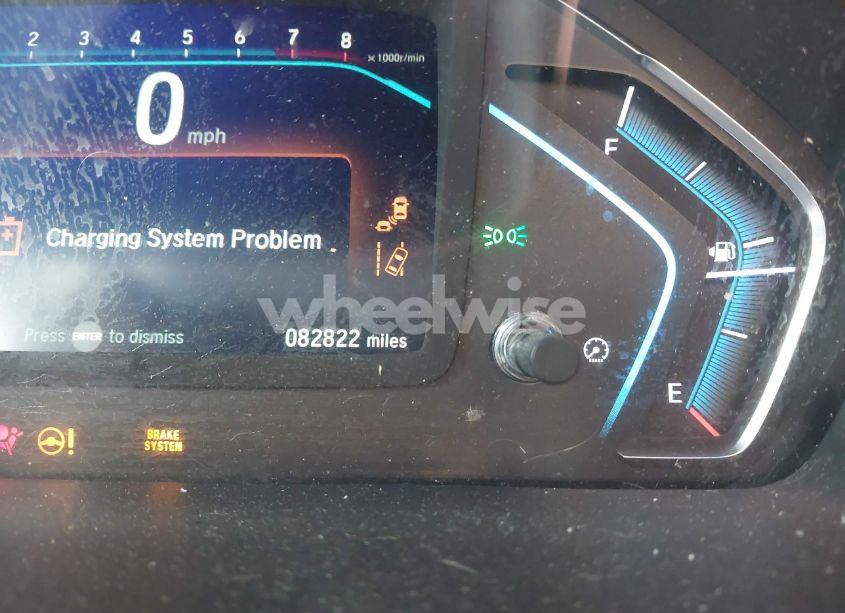 2 3 4 5 6 7 8
x 1000r/min
0 mph
F
Charging System Problem .
wheelwise
Press ENTER to dismiss
082822 miles
E
BRAKE
SYSTEM